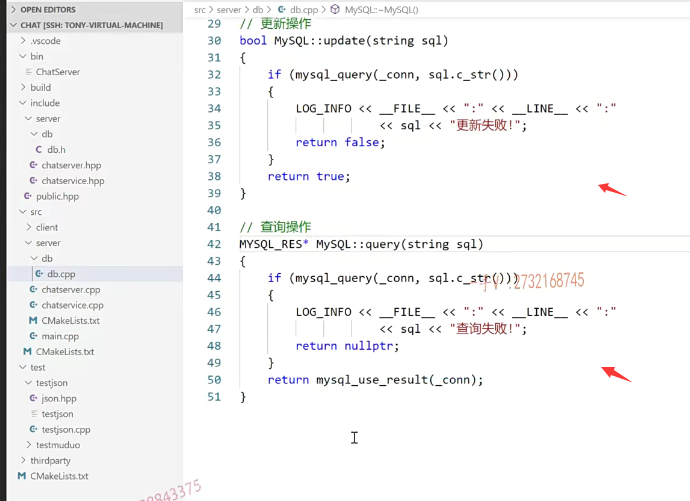 OPEN EDITORS
CHAT [SSH: TONY-VIRTUAL-MACHINE]
.vscode
bin
ChatServer
build
include
server
db
C db.h
chatserver.hpp
chatservice.hpp
public.hpp
src
client
server
db
db.cpp
chatserver.cpp
chatservice.cpp
M CMakeLists.txt
main.cpp
M CMakeLists.txt
test
testjson
json.hpp
testjson
testjson.cpp
testmuduo
thirdparty
M CMakeLists.txt
src > server > db > db.cpp > MySQL::~MySQL()
29 // 更新操作
30 bool MySQL::update(string sql)
31 {
32 if (mysql_query(_conn, sql.c_str()))
33 {
34 LOG_INFO << __FILE__ << ":" << __LINE__ << ":"
35 << sql << "更新失败!";
36 return false;
37 }
38 return true;
39 }
40
41 // 查询操作
42 MYSQL_RES* MySQL::query(string sql)
43 {
44 if (mysql_query(_conn, sql.c_str()))
:2732168745
45 {
46 LOG_INFO << __FILE__ << ":" << __LINE__ << ":"
47 << sql << "查询失败!";
48 return nullptr;
49 }
50 return mysql_use_result(_conn);
51 }